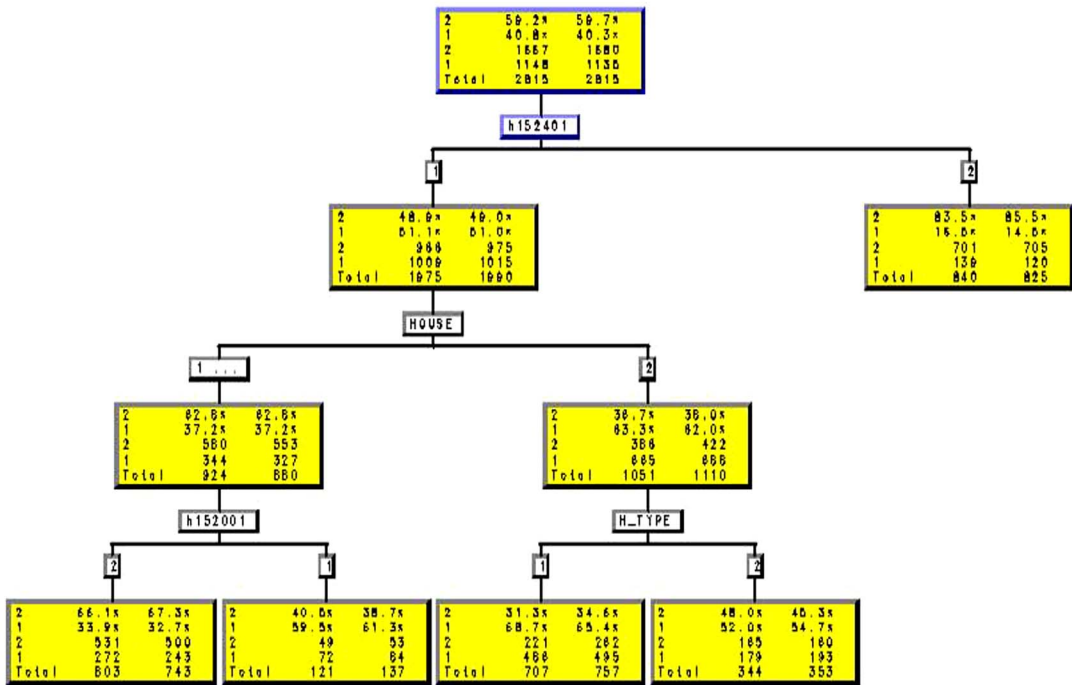 2 59.2% 59.7%
1 40.8% 40.3%
2 1667 1680
1 1148 1135
Total 2815 2815
h152401
1
2
2 48.9% 49.0%
1 51.1% 51.0%
2 966 975
1 1009 1015
Total 1975 1990
2 83.5% 85.5%
1 16.5% 14.5%
2 701 705
1 139 120
Total 840 825
HOUSE
1 ...
2
2 62.8% 62.8%
1 37.2% 37.2%
2 580 553
1 344 327
Total 924 880
2 36.7% 38.0%
1 63.3% 62.0%
2 386 422
1 665 688
Total 1051 1110
h152001
H_TYPE
2
1
1
2
2 66.1% 67.3%
1 33.9% 32.7%
2 531 500
1 272 243
Total 803 743
2 40.5% 38.7%
1 59.5% 61.3%
2 49 53
1 72 84
Total 121 137
2 31.3% 34.6%
1 68.7% 65.4%
2 221 262
1 486 495
Total 707 757
2 48.0% 45.3%
1 52.0% 54.7%
2 165 160
1 179 193
Total 344 353